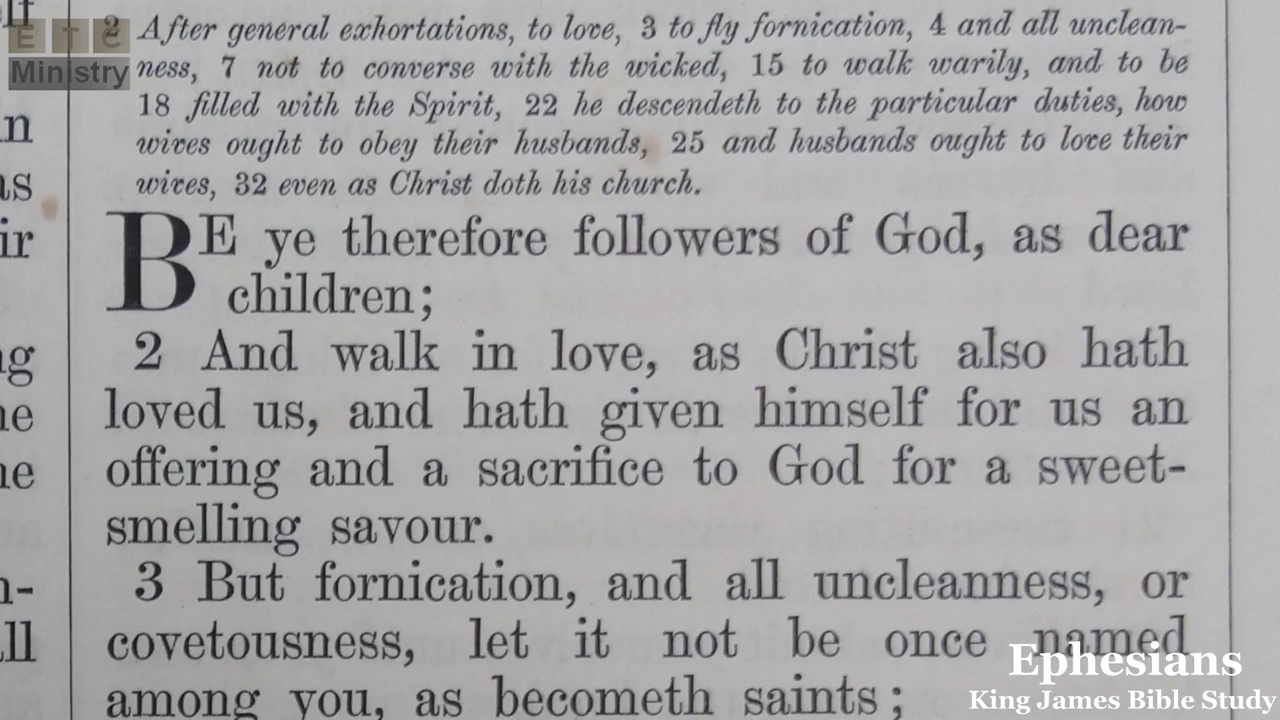 E T C
Ministry
2 After general exhortations, to love, 3 to fly fornication, 4 and all unclean-
ness, 7 not to converse with the wicked, 15 to walk warily, and to be
18 filled with the Spirit, 22 he descendeth to the particular duties, how
wives ought to obey their husbands, 25 and husbands ought to love their
wives, 32 even as Christ doth his church.
BE ye therefore followers of God, as dear
children;
2 And walk in love, as Christ also hath
loved us, and hath given himself for us an
offering and a sacrifice to God for a sweet-
smelling savour.
3 But fornication, and all uncleanness, or
covetousness, let it not be once named
among you, as becometh saints;
Ephesians
King James Bible Study